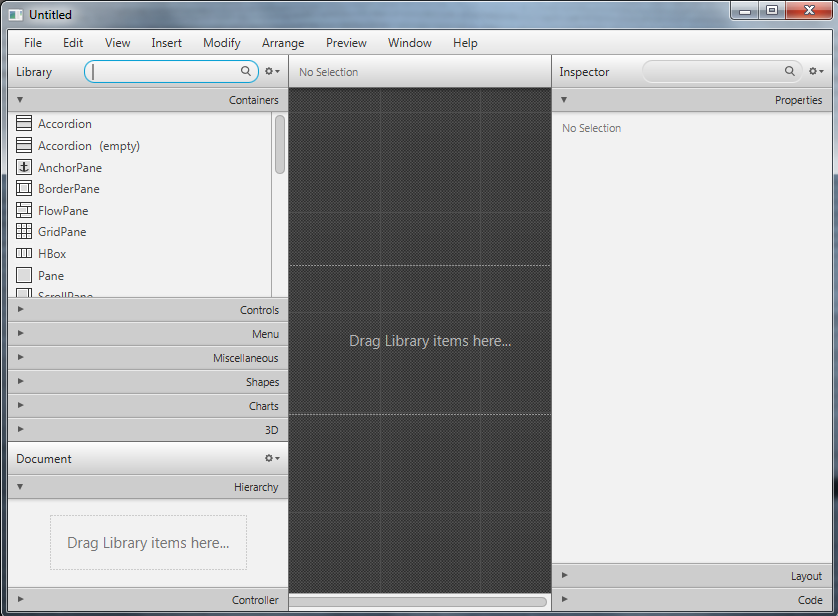 Untitled
File Edit View Insert Modify Arrange Preview Window Help
Library
No Selection
Inspector
Containers
Properties
Accordion
Accordion (empty)
AnchorPane
BorderPane
FlowPane
GridPane
HBox
Pane
ScrollPane
Controls
Menu
Miscellaneous
Shapes
Charts
3D
Document
Hierarchy
Drag Library items here...
Controller
Drag Library items here...
No Selection
Layout
Code